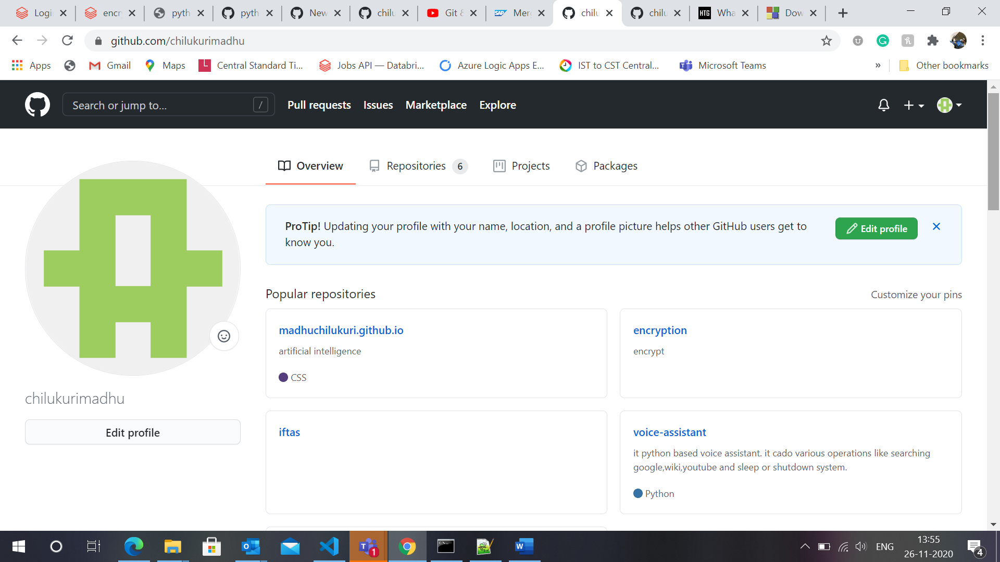 Logi
encr
pyth
pyth
New
chilu
Git &
Mer
chilu
chilu
HTG
Wha
Dow
github.com/chilukurimadhu
Apps
Gmail
Maps
Central Standard Ti...
Jobs API — Databri...
Azure Logic Apps E...
IST to CST Central...
Microsoft Teams
»
Other bookmarks
Search or jump to...
/
Pull requests
Issues
Marketplace
Explore
Overview
Repositories 6
Projects
Packages
ProTip! Updating your profile with your name, location, and a profile picture helps other GitHub users get to
know you.
Edit profile
Popular repositories
Customize your pins
madhuchilukuri.github.io
artificial intelligence
CSS
encryption
encrypt
chilukurimadhu
Edit profile
iftas
voice-assistant
it python based voice assistant. it cado various operations like searching
google,wiki,youtube and sleep or shutdown system.
Python
1
ENG
13:55
26-11-2020
4